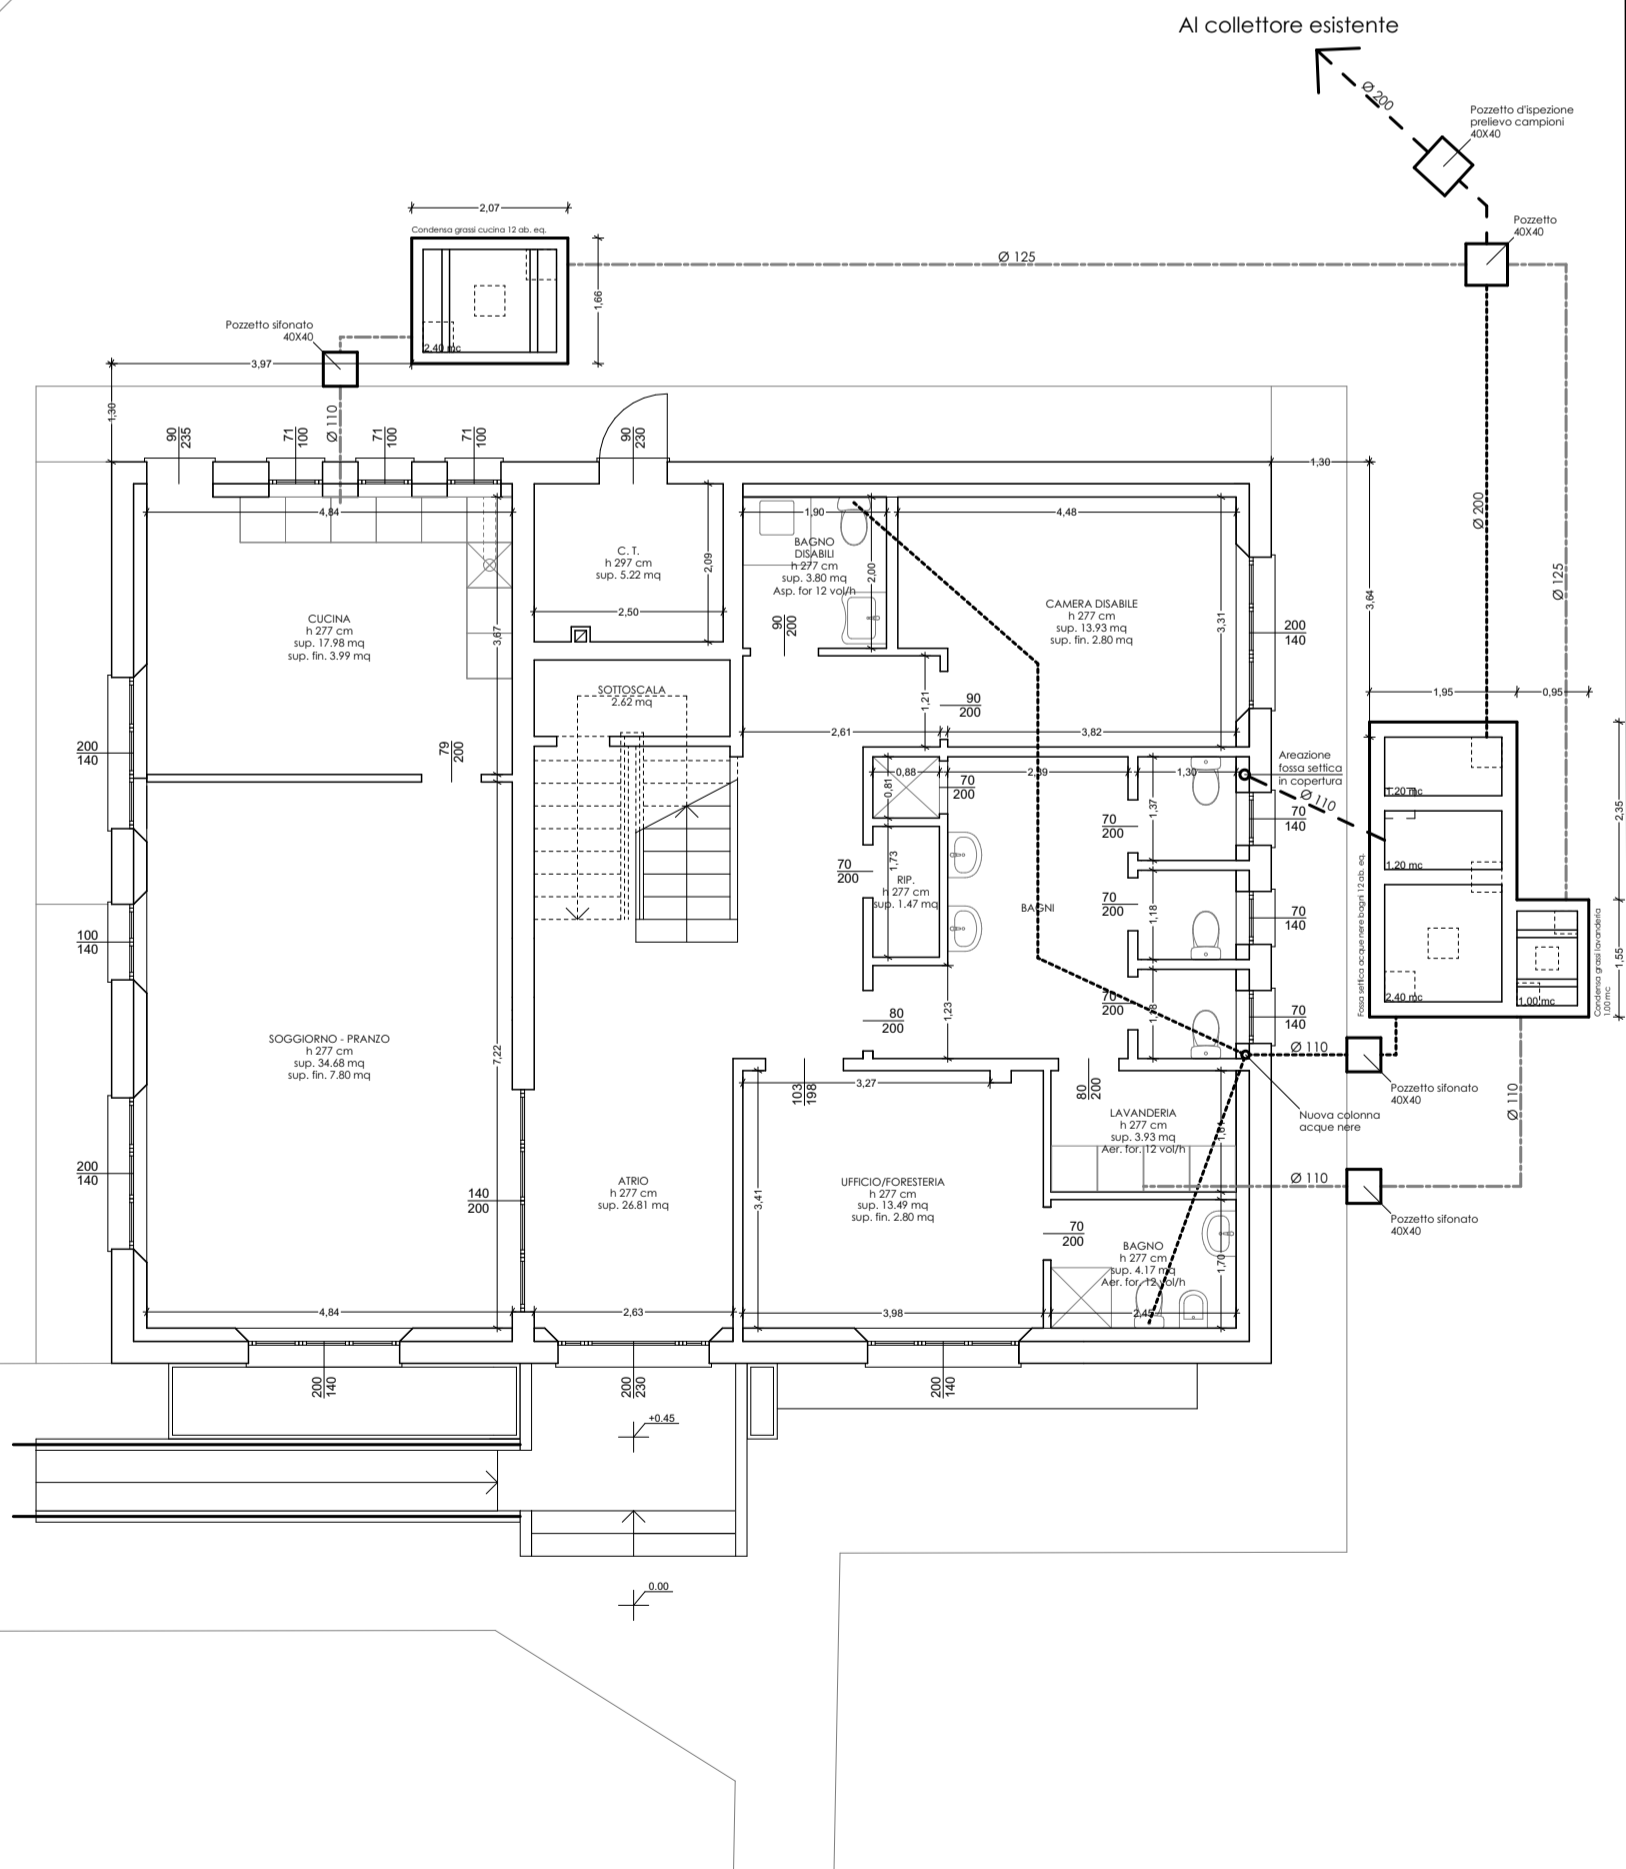 Al collettore esistente
Ø 200
Pozzetto d'ispezione
prelievo campioni
40X40
Pozzetto
40X40
2,07
Condensa grassi cucina 12 ab. eq.
Ø 125
1,66
Pozzetto sifonato
40X40
2.40 mc
3,97
1,30
Ø 110
90
235
71
100
71
100
71
100
90
230
1,30
4,84
1,90
4,48
Ø 200
C. T.
h 297 cm
sup. 5.22 mq
2,09
2,50
BAGNO
DISABILI
h 277 cm
sup. 3.80 mq
Asp. for 12 vol/h
2,00
90
200
CAMERA DISABILE
h 277 cm
sup. 13.93 mq
sup. fin. 2.80 mq
3,31
200
140
3,64
Ø 125
CUCINA
h 277 cm
sup. 17.98 mq
sup. fin. 3.99 mq
3,67
SOTTOSCALA
2.62 mq
1,21
90
200
2,61
3,82
1,95
0,95
200
140
79
200
0,88
70
200
1,30
0,81
Areazione
fossa settica
in copertura
Ø 110
1.20 mc
2,35
1,37
70
200
70
140
1,73
70
200
RIP.
h 277 cm
sup. 1.47 mq
BAGNI
1.20 mc
1,18
70
200
70
140
Fossa settica acque nere bagni 12 ab. eq.
Condensa grassi lavanderia
1.00 mc
1,55
100
140
2.40 mc
1.00 mc
70
200
70
140
80
200
1,23
SOGGIORNO - PRANZO
h 277 cm
sup. 34.68 mq
sup. fin. 7.80 mq
7,22
Ø 110
Pozzetto sifonato
40X40
3,27
103
198
80
200
Nuova colonna
acque nere
Ø 110
LAVANDERIA
h 277 cm
sup. 3.93 mq
Aer. for. 12 vol/h
200
140
140
200
ATRIO
h 277 cm
sup. 26.81 mq
3,41
UFFICIO/FORESTERIA
h 277 cm
sup. 13.49 mq
sup. fin. 2.80 mq
Ø 110
Pozzetto sifonato
40X40
70
200
BAGNO
h 277 cm
sup. 4.17 mq
Aer. for. 12 vol/h
1,70
4,84
2,63
3,98
2,45
200
140
200
230
200
140
+0.45
0.00